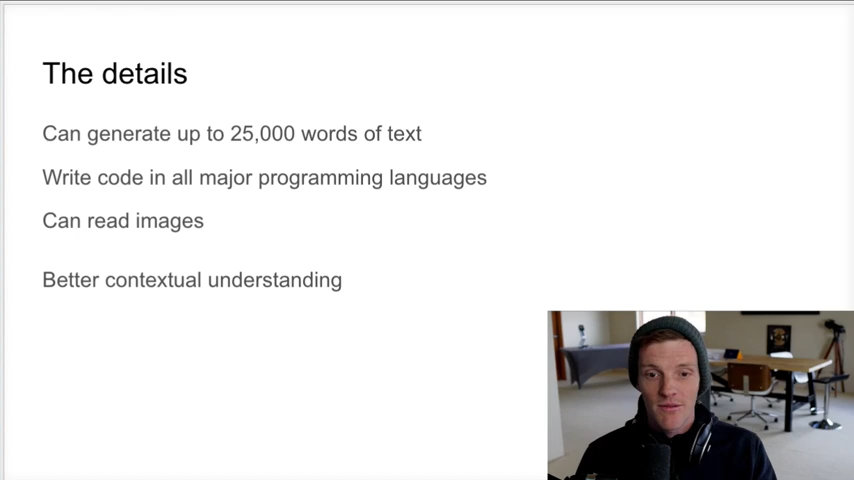 The details
Can generate up to 25,000 words of text
Write code in all major programming languages
Can read images
Better contextual understanding